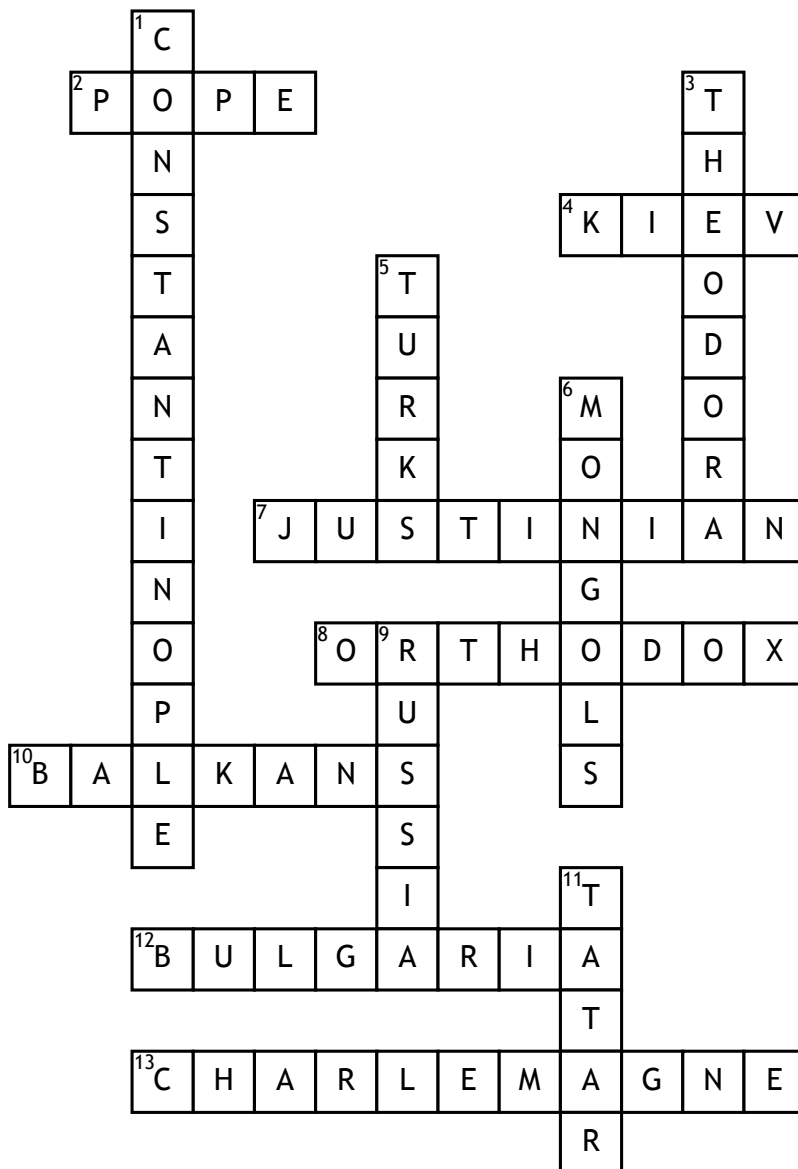 1 C
2 P O P E 3 T
N H
S 4 K I E V
T 5 T O
A U D
N R 6 M O
T K O R
I 7 J U S T I N I A N
N G
O 8 O 9 R T H O D O X
P U L
10 B A L K A N S S
E S
I 11 T
12 B U L G A R I A
T
13 C H A R L E M A G N E
R